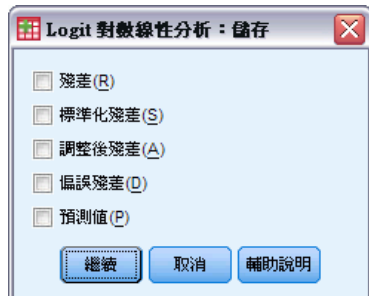 Logit 對數線性分析：儲存
殘差(R)
標準化殘差(S)
調整後殘差(A)
偏誤殘差(D)
預測值(P)
繼續 取消 輔助說明